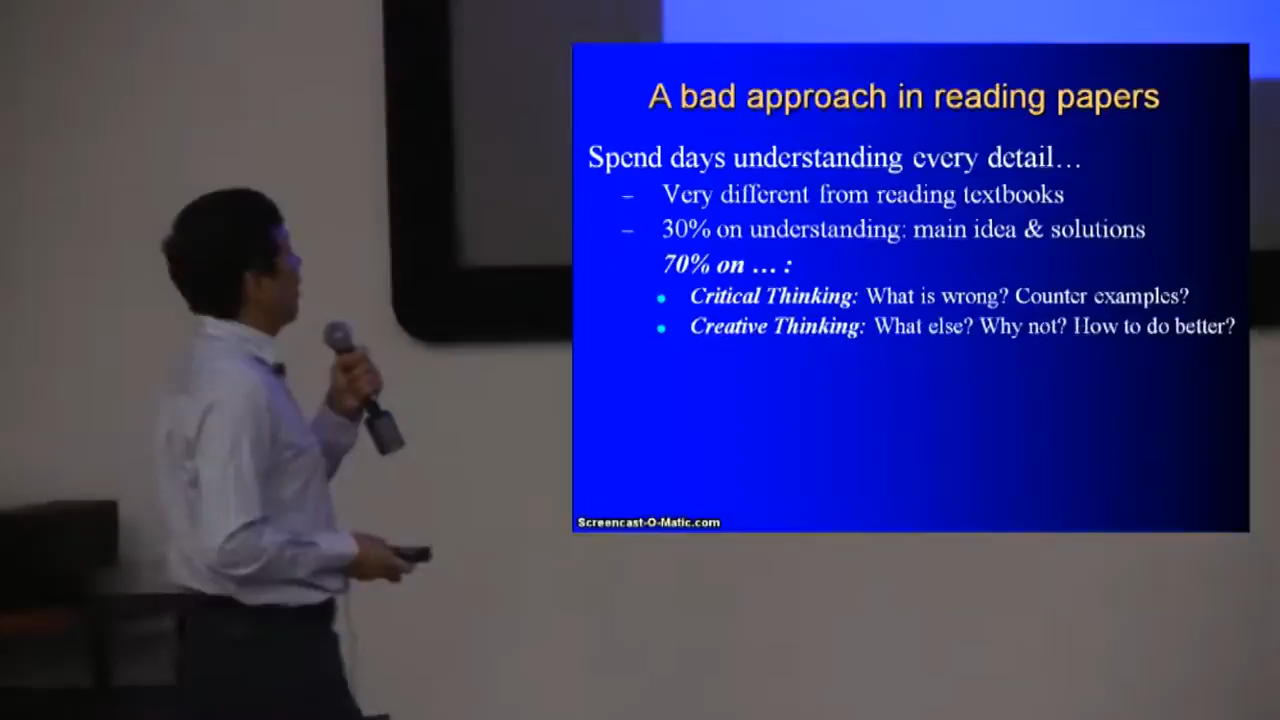 A bad approach in reading papers
Spend days understanding every detail…
– Very different from reading textbooks
– 30% on understanding: main idea & solutions
70% on … :
• Critical Thinking: What is wrong? Counter examples?
• Creative Thinking: What else? Why not? How to do better?
Screencast-O-Matic.com